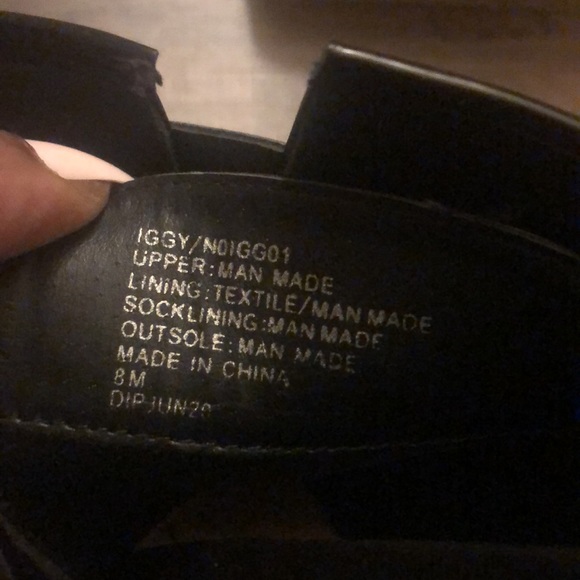 IGGY/N0IGG01
UPPER:MAN MADE
LINING:TEXTILE/MAN MADE
SOCKLINING:MAN MADE
OUTSOLE:MAN MADE
MADE IN CHINA
8M